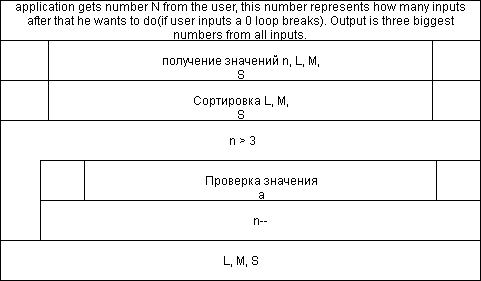 application gets number N from the user, this number represents how many inputs
after that he wants to do(if user inputs a 0 loop breaks). Output is three biggest
numbers from all inputs.
получение значений n, L, M,
S
Сортировка L, M,
S
n > 3
Проверка значения
a
n--
L, M, S